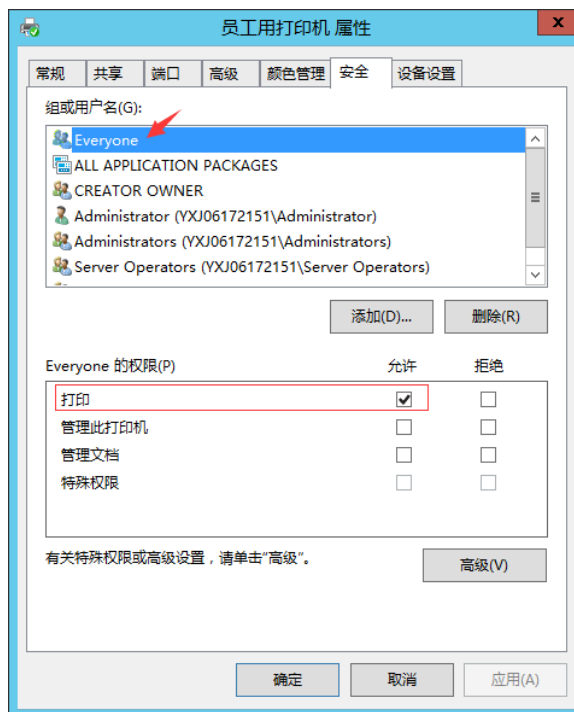 员工用打印机 属性
x
常规 共享 端口 高级 颜色管理 安全 设备设置
组或用户名(G):
Everyone
ALL APPLICATION PACKAGES
CREATOR OWNER
Administrator (YXJ06172151\Administrator)
Administrators (YXJ06172151\Administrators)
Server Operators (YXJ06172151\Server Operators)
添加(D)... 删除(R)
Everyone 的权限(P) 允许 拒绝
打印
管理此打印机
管理文档
特殊权限
有关特殊权限或高级设置，请单击“高级”。
高级(V)
确定 取消 应用(A)